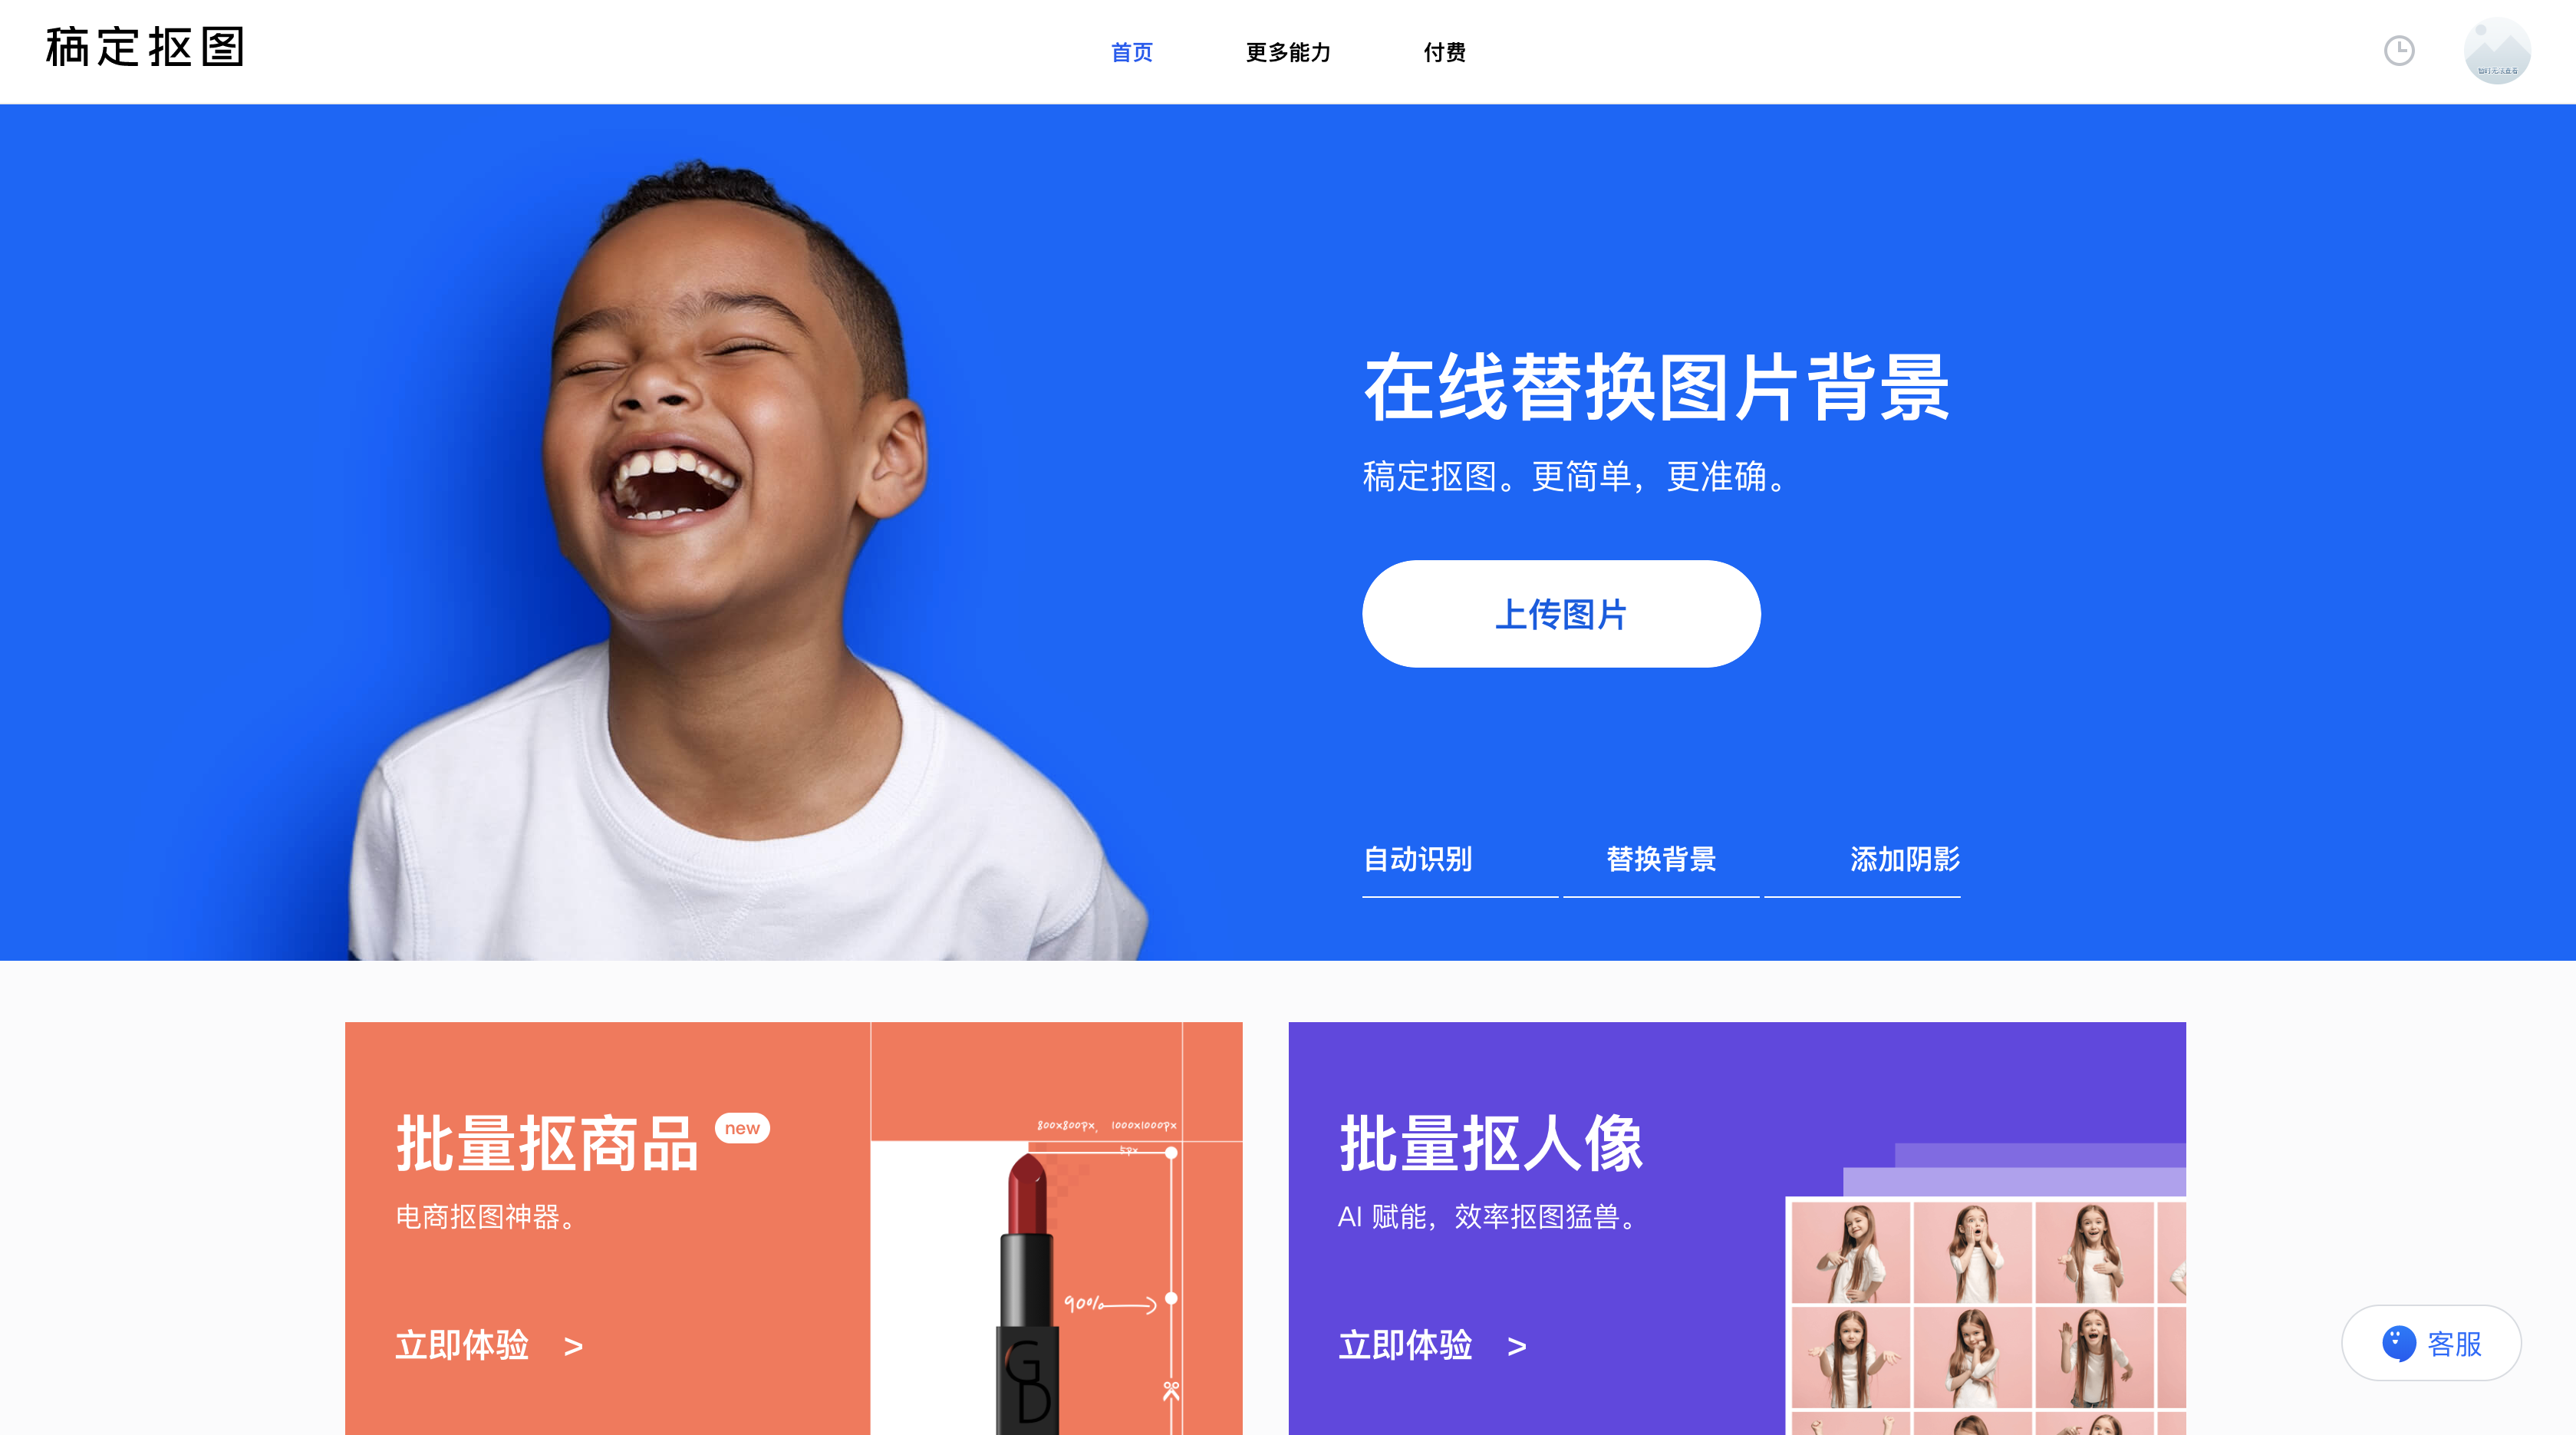 稿定抠图
首页 更多能力 付费
在线替换图片背景
稿定抠图。更简单，更准确。
上传图片
自动识别 替换背景 添加阴影
批量抠商品 new
电商抠图神器。
立即体验 >
800x800px, 1000x1000px
5px
90%
GD
批量抠人像
AI 赋能，效率抠图猛兽。
立即体验 >
客服